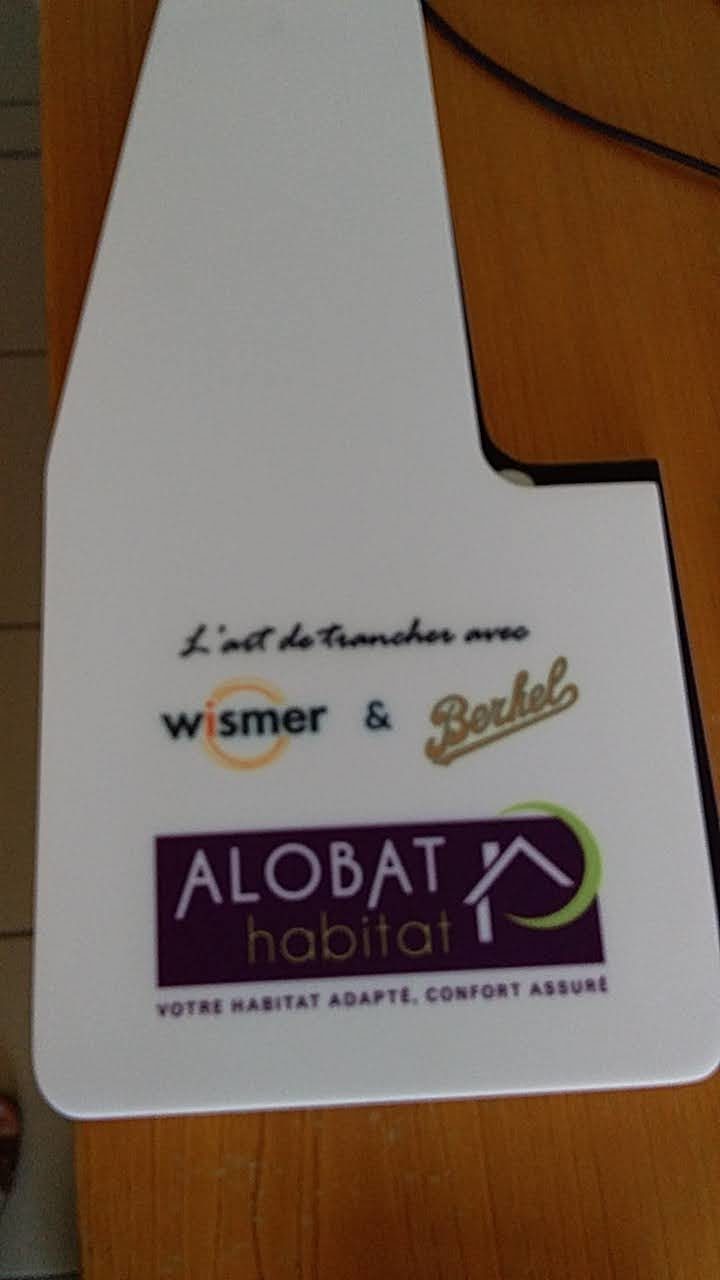 L'art de trancher avec
wismer & Berkel
ALOBAT
habitat
VOTRE HABITAT ADAPTÉ, CONFORT ASSURÉ